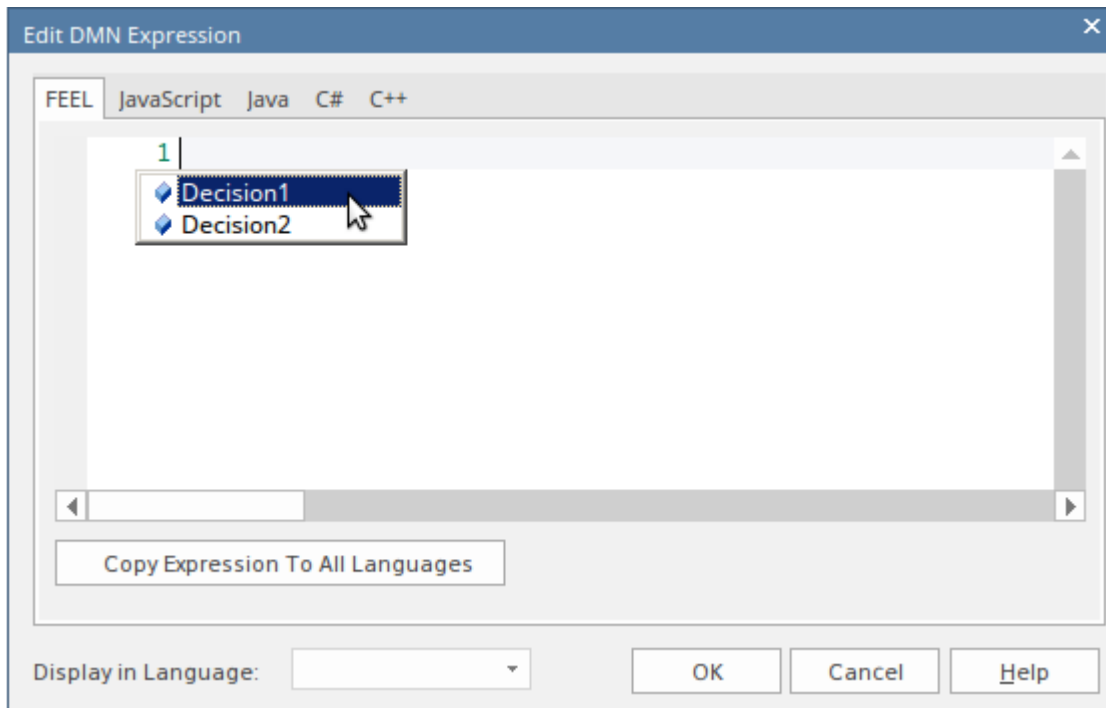 Edit DMN Expression
FEEL JavaScript Java C# C++
1
Decision1
Decision2
Copy Expression To All Languages
Display in Language: OK Cancel Help